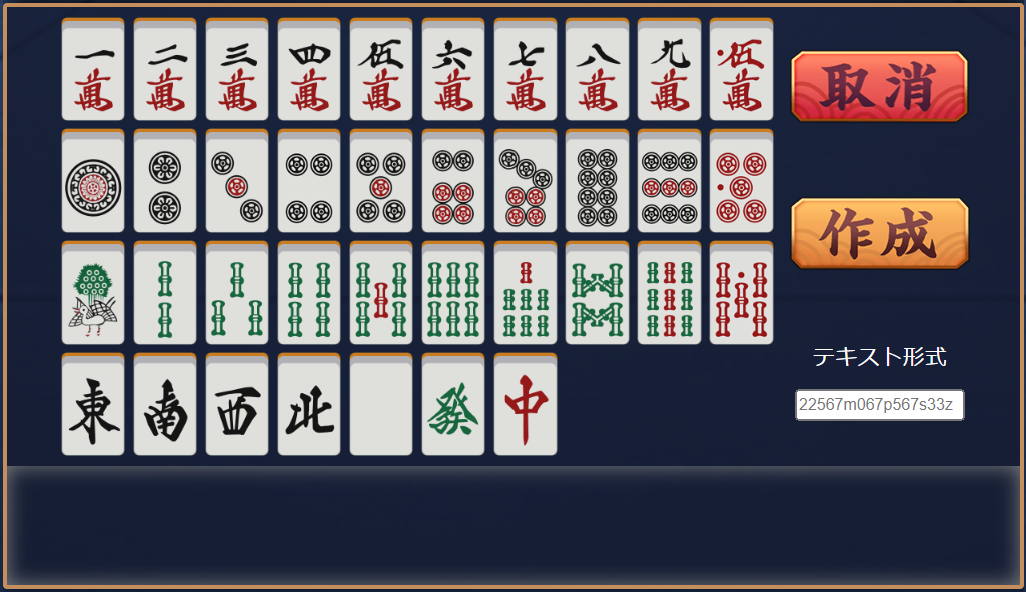 一萬 二萬 三萬 四萬 伍萬 六萬 七萬 八萬 九萬 伍萬
取消
作成
テキスト形式
22567m067p567s33z
東 南 西 北 發 中